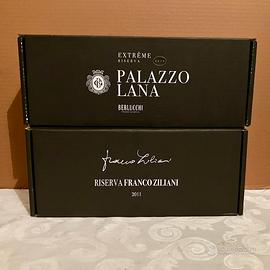 EXTRÊME
RISERVA
PALAZZO
LANA
BERLUCCHI
Franco Ziliani
RISERVA FRANCO ZILIANI
2011